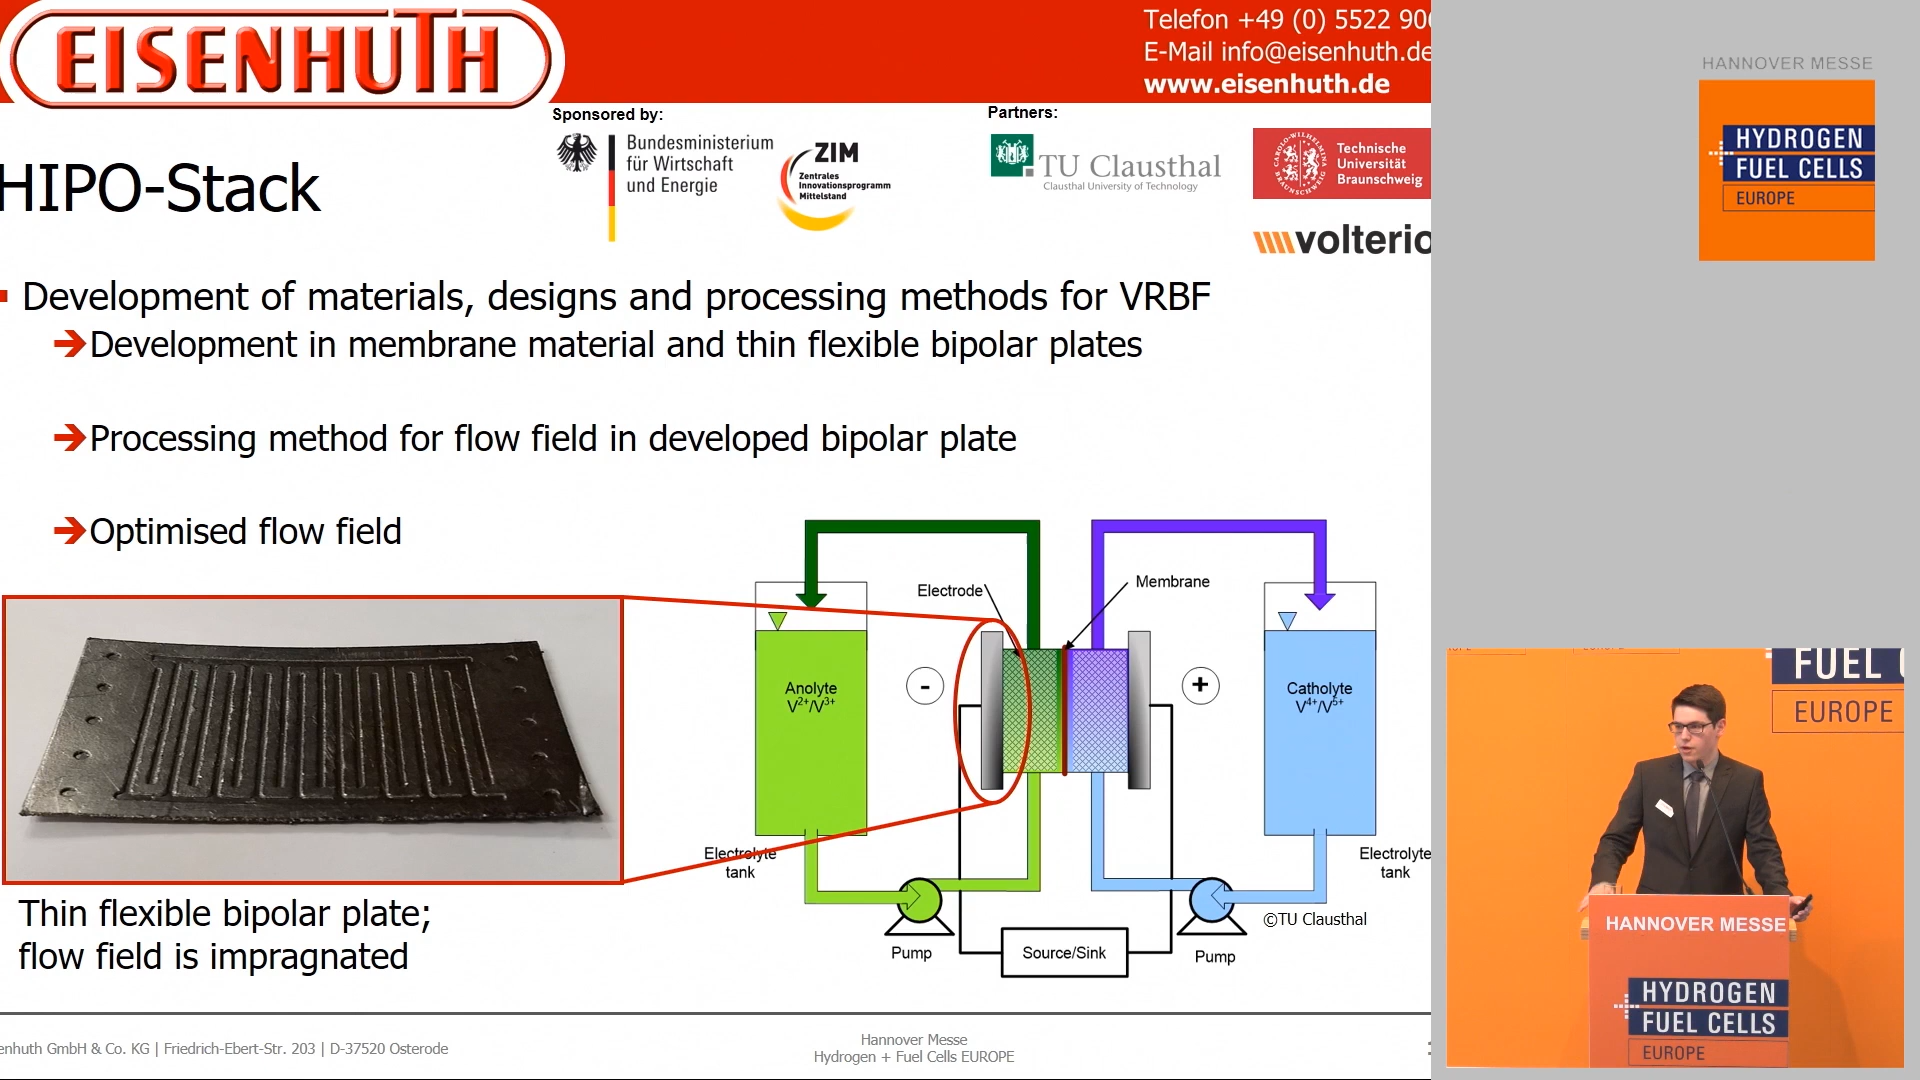 EISENHUTH
Telefon +49 (0) 5522 90
E-Mail info@eisenhuth.de
www.eisenhuth.de
Sponsored by:
Bundesministerium
für Wirtschaft
und Energie
ZIM
Zentrales
Innovationsprogramm
Mittelstand
Partners:
TU Clausthal
Clausthal University of Technology
CAROLO-WILHELMINA
BRAUNSCHWEIG
Technische
Universität
Braunschweig
volterio
HIPO-Stack
Development of materials, designs and processing methods for VRBF
Development in membrane material and thin flexible bipolar plates
Processing method for flow field in developed bipolar plate
Optimised flow field
Electrode
Membrane
Anolyte
V2+/V3+
-
+
Catholyte
V4+/V5+
Electrolyte
tank
Electrolyte
tank
Pump
Source/Sink
Pump
©TU Clausthal
Thin flexible bipolar plate;
flow field is impragnated
enhuth GmbH & Co. KG | Friedrich-Ebert-Str. 203 | D-37520 Osterode
Hannover Messe
Hydrogen + Fuel Cells EUROPE
HANNOVER MESSE
HYDROGEN
+ FUEL CELLS
EUROPE
FUEL C
EUROPE
HANNOVER MESSE
HYDROGEN
+ FUEL CELLS
EUROPE